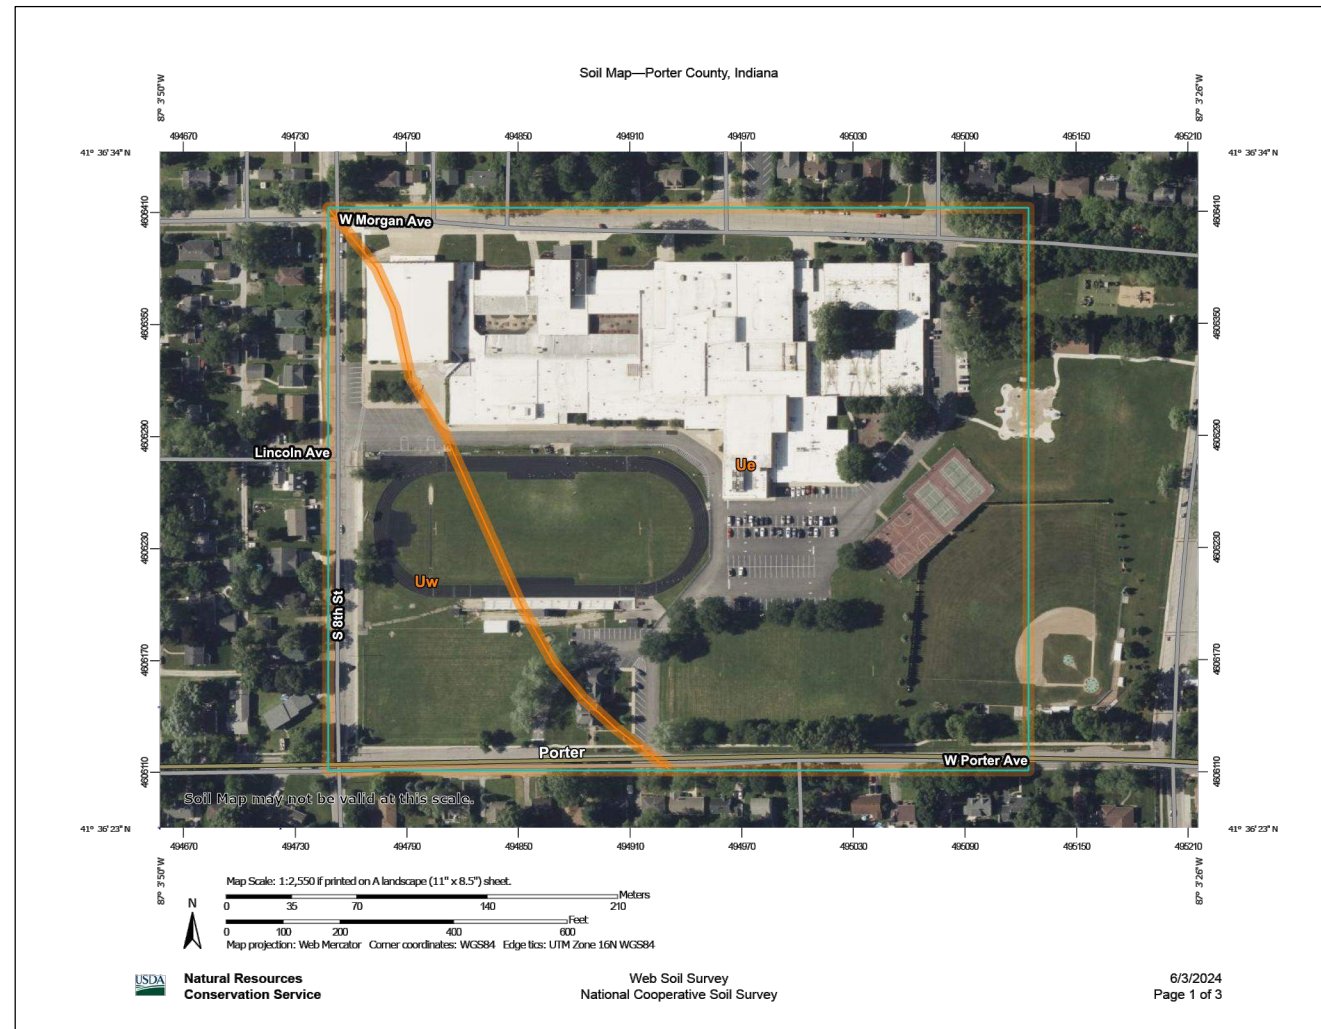 Soil Map—Porter County, Indiana
87° 3' 50" W
87° 3' 26" W
494670 494730 494790 494850 494910 494970 495030 495090 495150 495210
41° 36' 34" N
41° 36' 34" N
4606410
4606410
W Morgan Ave
4606350
4606350
4606290
4606290
Lincoln Ave
Ue
4606230
4606230
Uw
S 8th St
4606170
4606170
Porter
W Porter Ave
4606110
4606110
Soil Map may not be valid at this scale.
41° 36' 23" N
41° 36' 23" N
494670 494730 494790 494850 494910 494970 495030 495090 495150 495210
87° 3' 50" W
87° 3' 26" W
Map Scale: 1:2,550 if printed on A landscape (11" x 8.5") sheet.
Meters
0 35 70 140 210
N
Feet
0 100 200 400 600
Map projection: Web Mercator Corner coordinates: WGS84 Edge tics: UTM Zone 16N WGS84
USDA
Natural Resources
Conservation Service
Web Soil Survey
National Cooperative Soil Survey
6/3/2024
Page 1 of 3